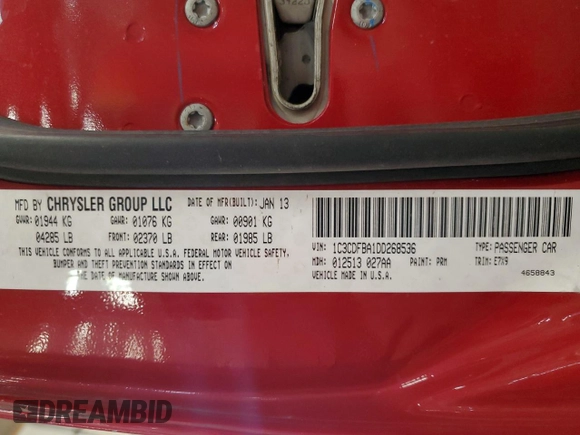 MFD BY CHRYSLER GROUP LLC DATE OF MFR(BUILT): JAN 13
GVWR: 01944 KG GAWR: 01076 KG GAWR: 00901 KG
04285 LB FRONT: 02370 LB REAR: 01985 LB
THIS VEHICLE CONFORMS TO ALL APPLICABLE U.S.A. FEDERAL MOTOR VEHICLE SAFETY,
BUMPER AND THEFT PREVENTION STANDARDS IN EFFECT ON
THE DATE OF MANUFACTURE SHOWN ABOVE.
VIN: 1C3CDFBA1DD268536 TYPE: PASSENGER CAR
MDH: 012513 027AA PAINT: PRM TRIM: E7X9
MADE IN U.S.A. 4658843
DREAMBID